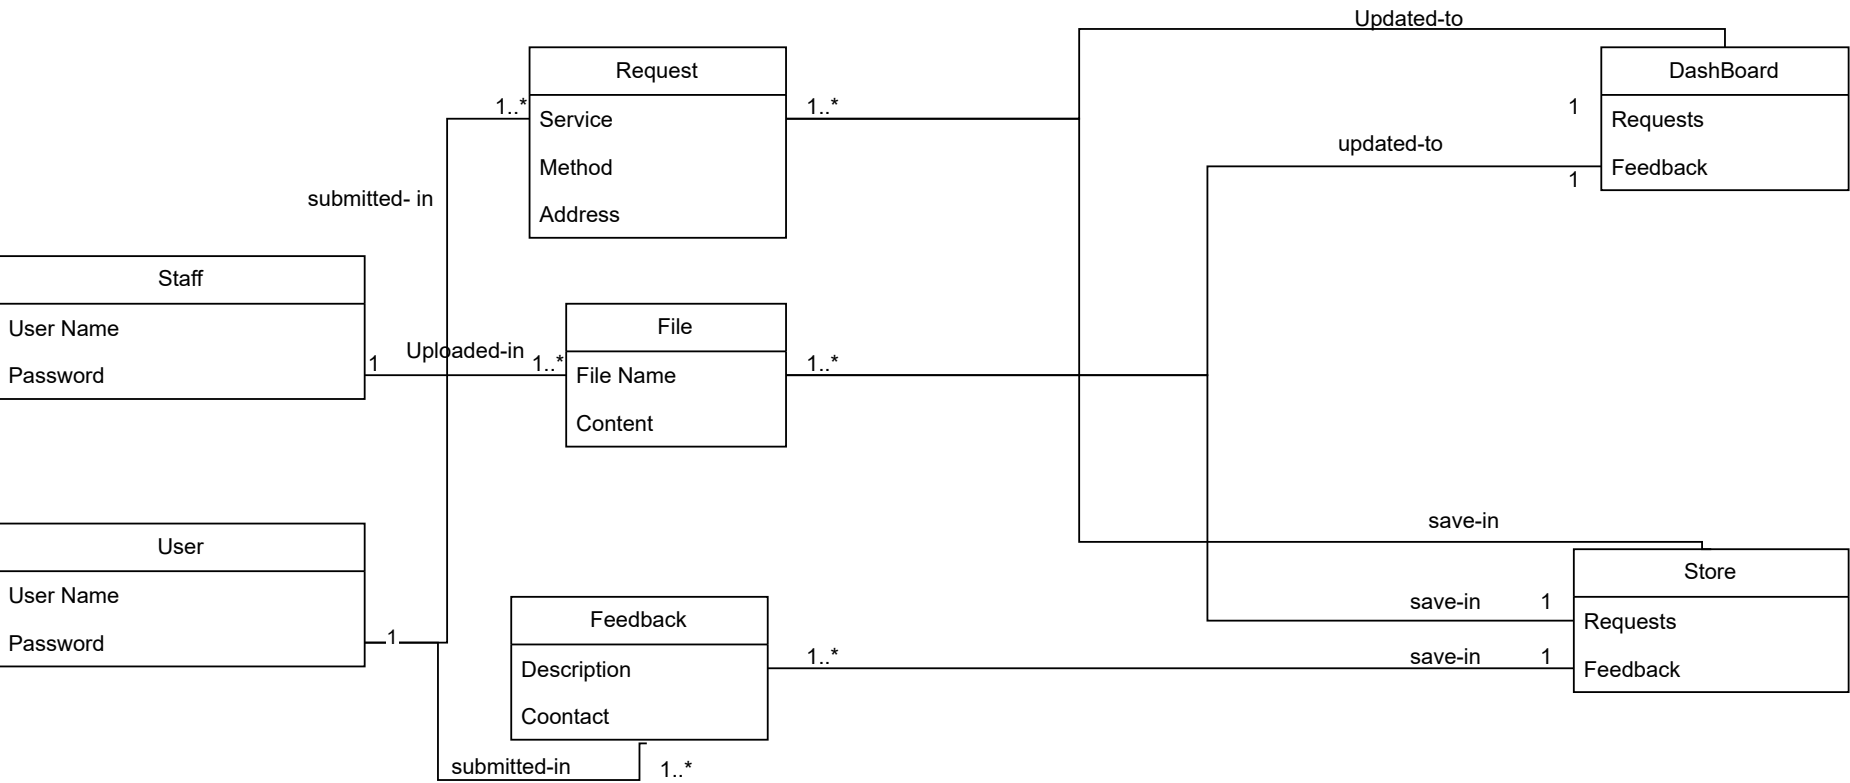 Updated-to
Request
DashBoard
1..*
Service
1..*
1
Requests
Method
updated-to
Feedback
1
submitted- in
Address
Staff
User Name
File
Uploaded-in
1
1..*
1..*
Password
File Name
Content
save-in
User
Store
User Name
save-in
1
Feedback
Requests
Password
1
1..*
save-in
1
Description
Feedback
Coontact
submitted-in
1..*